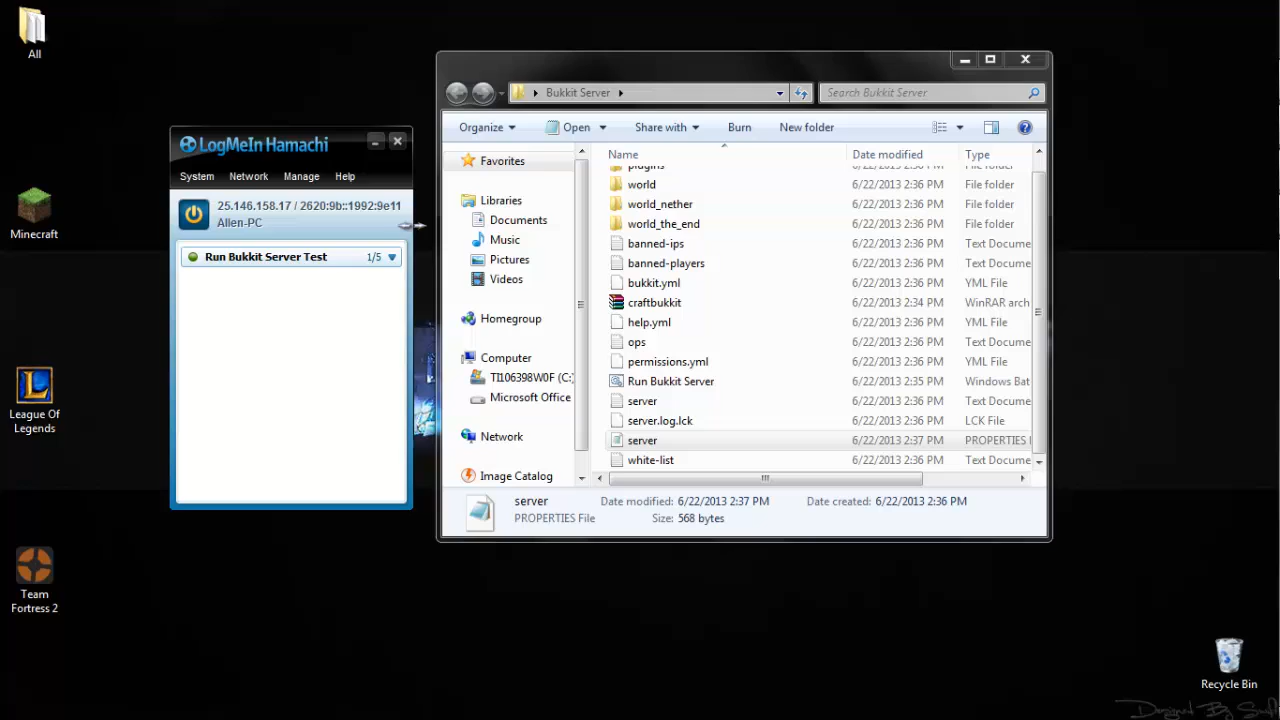 All
Minecraft
League Of
Legends
Team
Fortress 2
LogMeIn Hamachi
System Network Manage Help
25.146.158.17 / 2620:9b::1992:9e11
Allen-PC
Run Bukkit Server Test 1/5
Bukkit Server
Search Bukkit Server
Organize Open Share with Burn New folder
Favorites
Libraries
Documents
Music
Pictures
Videos
Homegroup
Computer
TI106398W0F (C:)
Microsoft Office
Network
Image Catalog
Name Date modified Type
plugins 6/22/2013 2:36 PM File folder
world 6/22/2013 2:36 PM File folder
world_nether 6/22/2013 2:36 PM File folder
world_the_end 6/22/2013 2:36 PM File folder
banned-ips 6/22/2013 2:36 PM Text Docume
banned-players 6/22/2013 2:36 PM Text Docume
bukkit.yml 6/22/2013 2:36 PM YML File
craftbukkit 6/22/2013 2:34 PM WinRAR arch
help.yml 6/22/2013 2:36 PM YML File
ops 6/22/2013 2:36 PM Text Docume
permissions.yml 6/22/2013 2:36 PM YML File
Run Bukkit Server 6/22/2013 2:35 PM Windows Bat
server 6/22/2013 2:36 PM Text Docume
server.log.lck 6/22/2013 2:36 PM LCK File
server 6/22/2013 2:37 PM PROPERTIES
white-list 6/22/2013 2:36 PM Text Docume
server Date modified: 6/22/2013 2:37 PM Date created: 6/22/2013 2:36 PM
PROPERTIES File Size: 568 bytes
Recycle Bin
Designed By